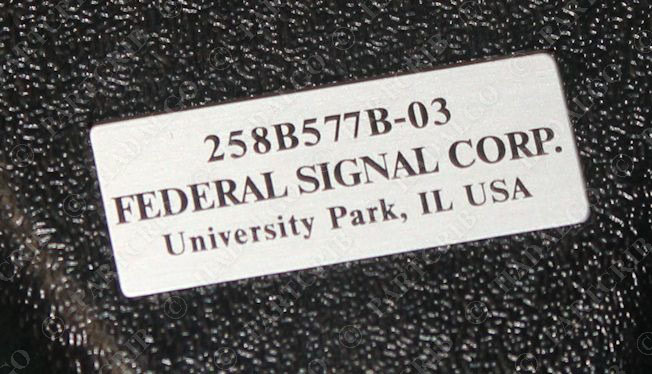 258B577B-03
FEDERAL SIGNAL CORP.
University Park, IL USA